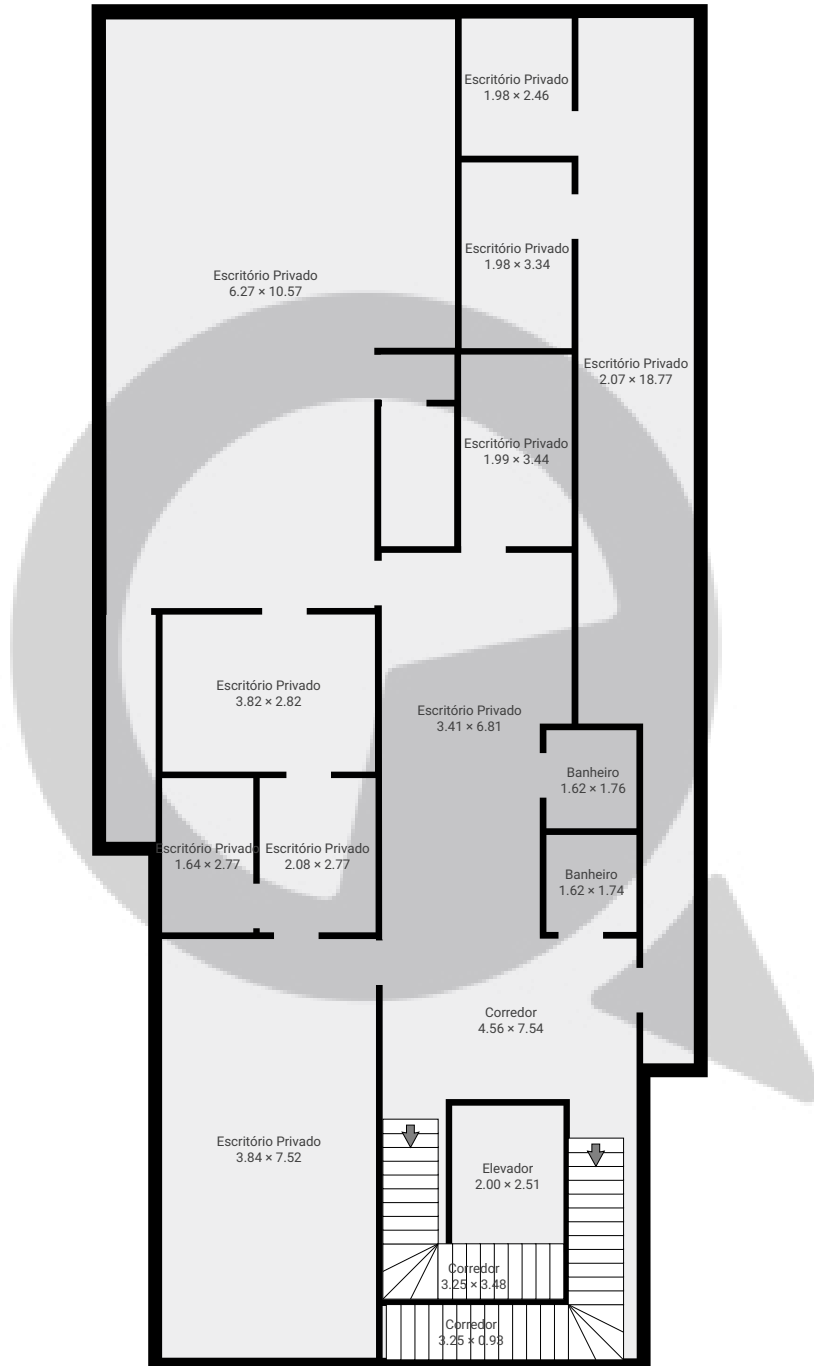 Escritório Privado
1.98 × 2.46
Escritório Privado
1.98 × 3.34
Escritório Privado
6.27 × 10.57
Escritório Privado
2.07 × 18.77
Escritório Privado
1.99 × 3.44
Escritório Privado
3.82 × 2.82
Escritório Privado
3.41 × 6.81
Banheiro
1.62 × 1.76
Escritório Privado
1.64 × 2.77
Escritório Privado
2.08 × 2.77
Banheiro
1.62 × 1.74
Corredor
4.56 × 7.54
Escritório Privado
3.84 × 7.52
Elevador
2.00 × 2.51
Corredor
3.25 × 3.48
Corredor
3.25 × 0.93